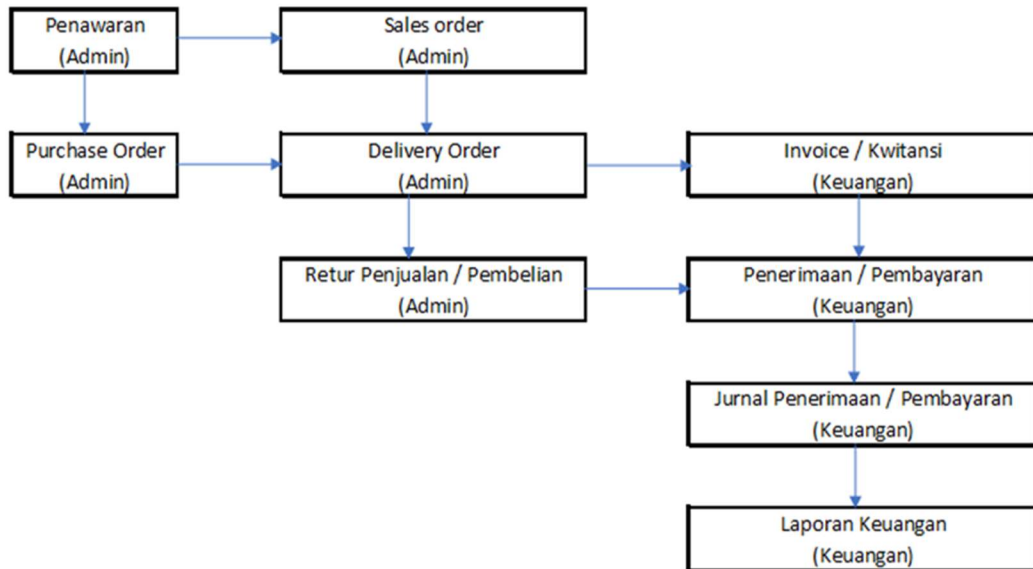 Penawaran
(Admin)
Sales order
(Admin)
Purchase Order
(Admin)
Delivery Order
(Admin)
Invoice / Kwitansi
(Keuangan)
Retur Penjualan / Pembelian
(Admin)
Penerimaan / Pembayaran
(Keuangan)
Jurnal Penerimaan / Pembayaran
(Keuangan)
Laporan Keuangan
(Keuangan)